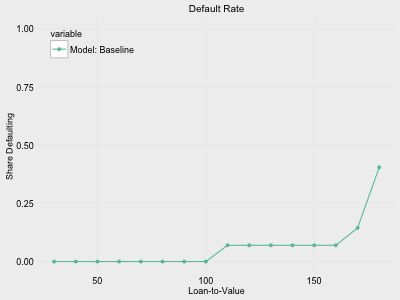 Default Rate
1.00
variable
Model: Baseline
0.75
0.50
0.25
0.00
Share Defaulting
50
100
150
Loan-to-Value